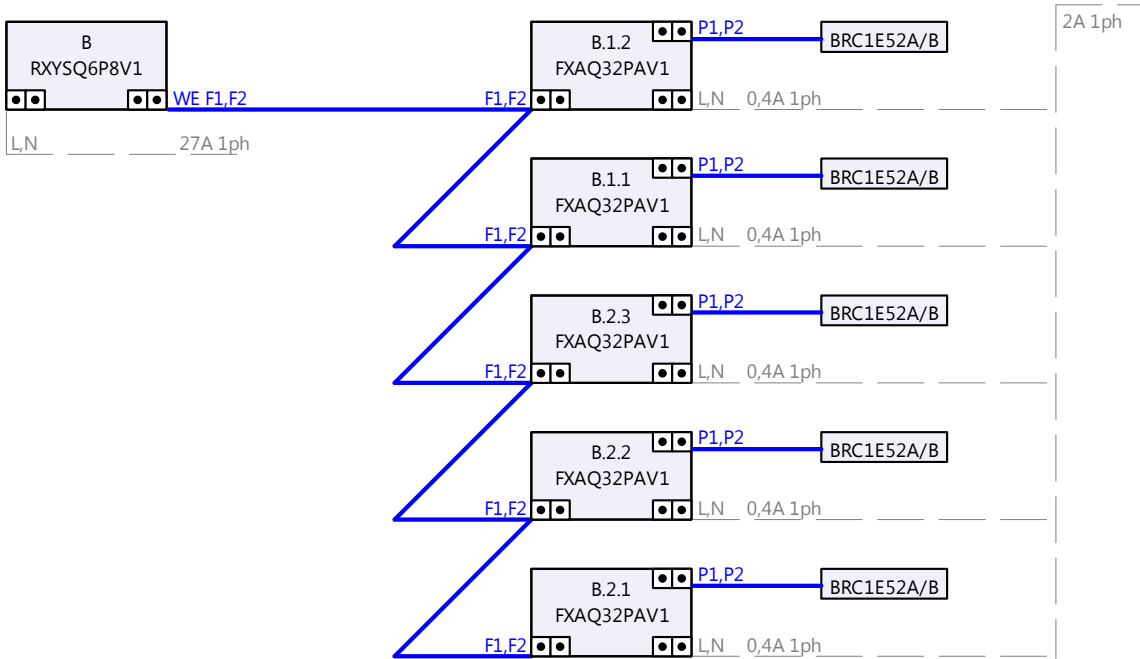 2A 1ph
B
RXYSQ6P8V1
WE F1,F2
L,N 27A 1ph
B.1.2
FXAQ32PAV1
P1,P2
BRC1E52A/B
F1,F2
L,N 0,4A 1ph
B.1.1
FXAQ32PAV1
P1,P2
BRC1E52A/B
F1,F2
L,N 0,4A 1ph
B.2.3
FXAQ32PAV1
P1,P2
BRC1E52A/B
F1,F2
L,N 0,4A 1ph
B.2.2
FXAQ32PAV1
P1,P2
BRC1E52A/B
F1,F2
L,N 0,4A 1ph
B.2.1
FXAQ32PAV1
P1,P2
BRC1E52A/B
F1,F2
L,N 0,4A 1ph